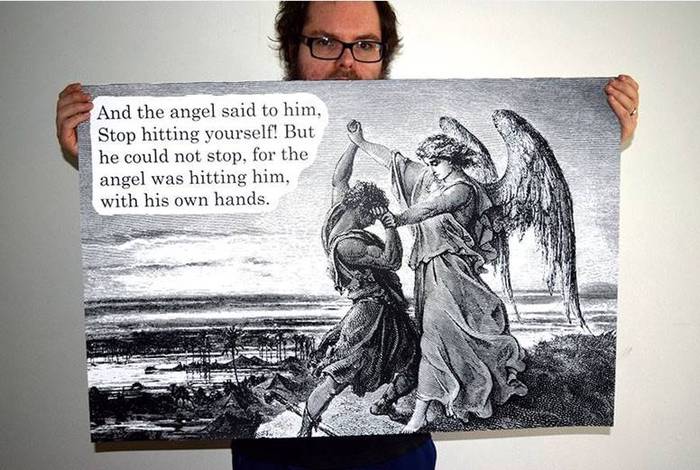 And the angel said to him,
Stop hitting yourself! But
he could not stop, for the
angel was hitting him,
with his own hands.